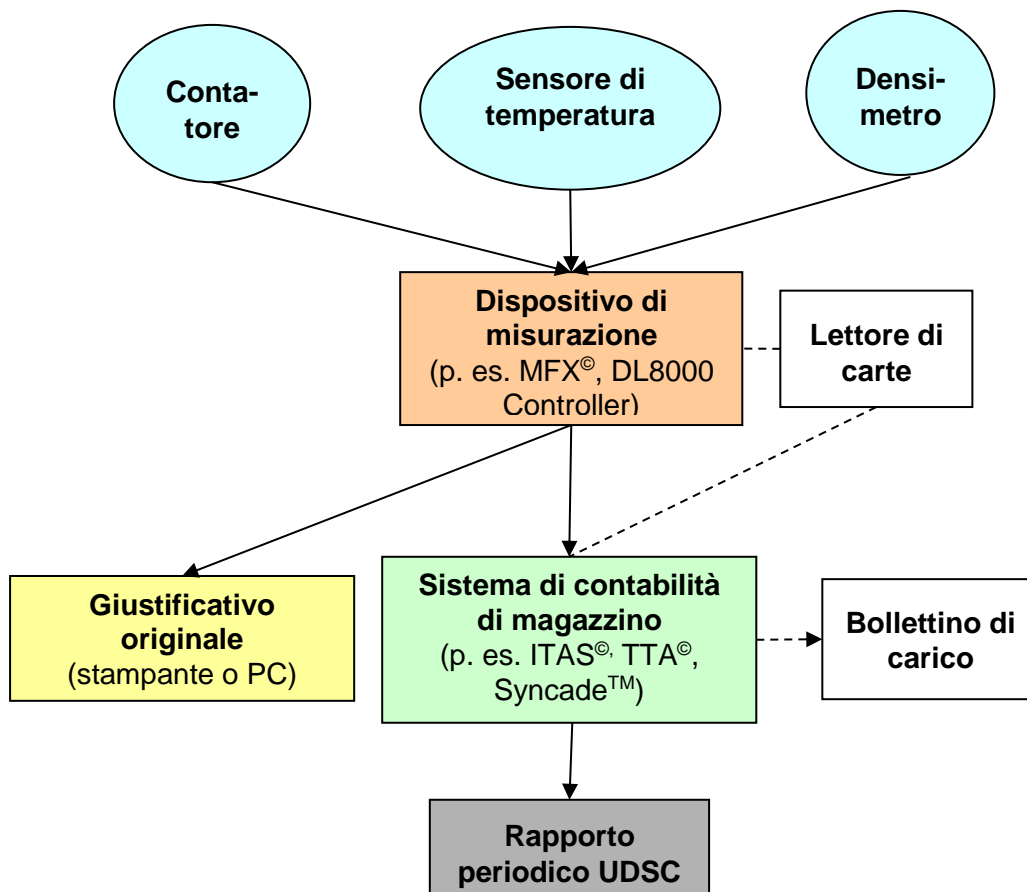 Conta-
tore
Sensore di
temperatura
Densi-
metro
Dispositivo di
misurazione
(p. es. MFX©, DL8000
Controller)
Lettore di
carte
Giustificativo
originale
(stampante o PC)
Sistema di contabilità
di magazzino
(p. es. ITAS©, TTA©,
Syncade™)
Bollettino di
carico
Rapporto
periodico UDSC